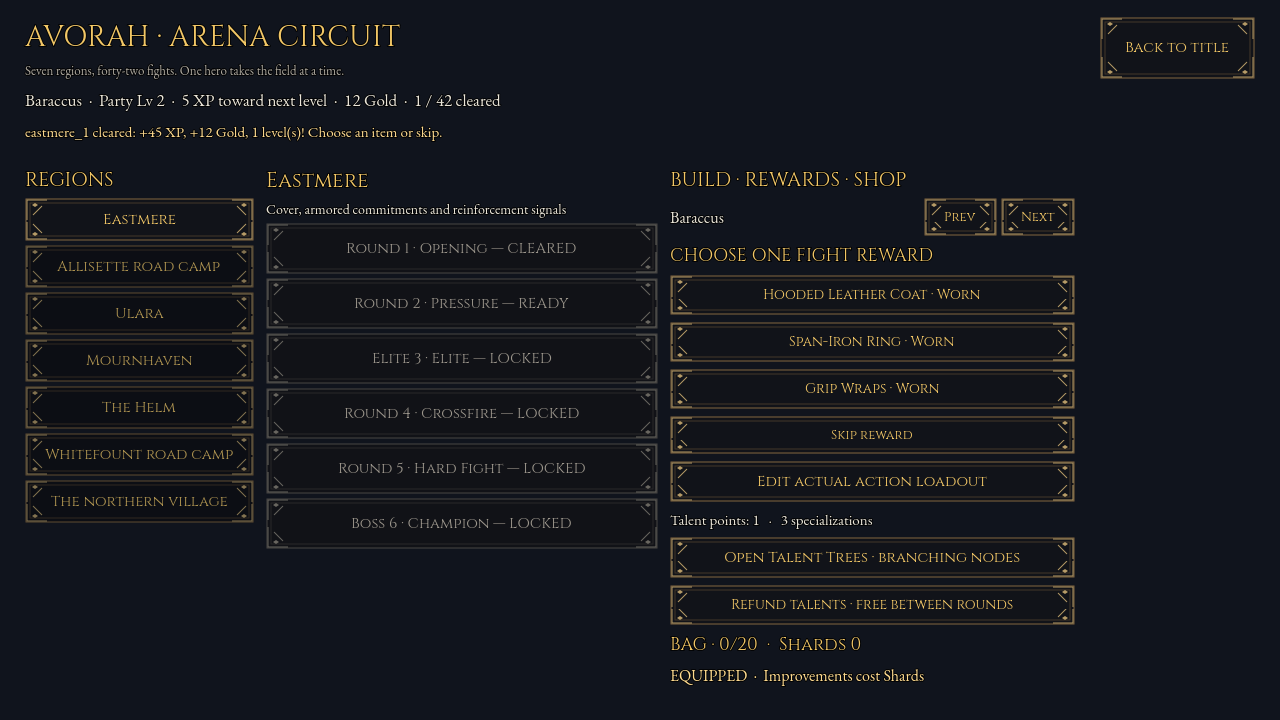 AVORAH · ARENA CIRCUIT
Back to title
Seven regions, forty-two fights. One hero takes the field at a time.
Baraccus · Party Lv 2 · 5 XP toward next level · 12 Gold · 1 / 42 cleared
eastmere_1 cleared: +45 XP, +12 Gold, 1 level(s)! Choose an item or skip.
REGIONS
Eastmere
Allisette road camp
Ulara
Mournhaven
The Helm
Whitefount road camp
The northern village
Eastmere
Cover, armored commitments and reinforcement signals
Round 1 · Opening — CLEARED
Round 2 · Pressure — READY
Elite 3 · Elite — LOCKED
Round 4 · Crossfire — LOCKED
Round 5 · Hard Fight — LOCKED
Boss 6 · Champion — LOCKED
BUILD · REWARDS · SHOP
Baraccus
Prev
Next
CHOOSE ONE FIGHT REWARD
Hooded Leather Coat · Worn
Span-Iron Ring · Worn
Grip Wraps · Worn
Skip reward
Edit actual action loadout
Talent points: 1 · 3 specializations
Open Talent Trees · branching nodes
Refund talents · free between rounds
BAG · 0/20 · Shards 0
EQUIPPED · Improvements cost Shards